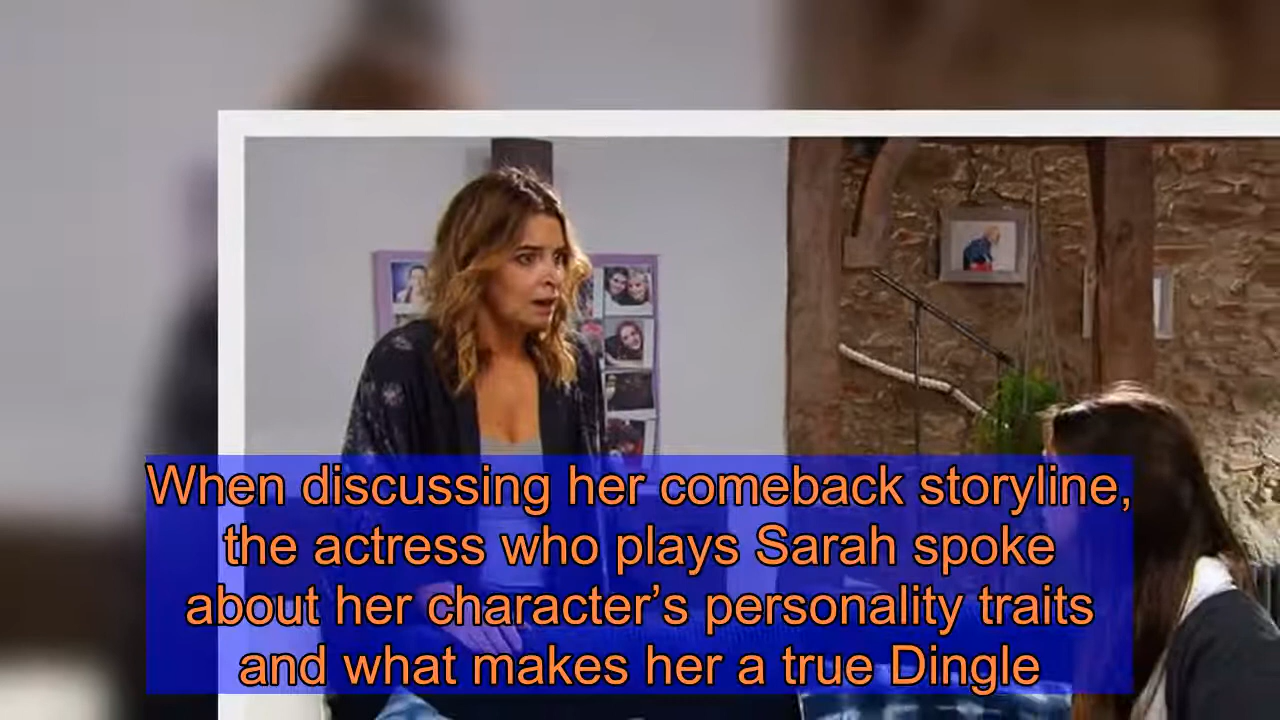 When discussing her comeback storyline,
the actress who plays Sarah spoke
about her character’s personality traits
and what makes her a true Dingle